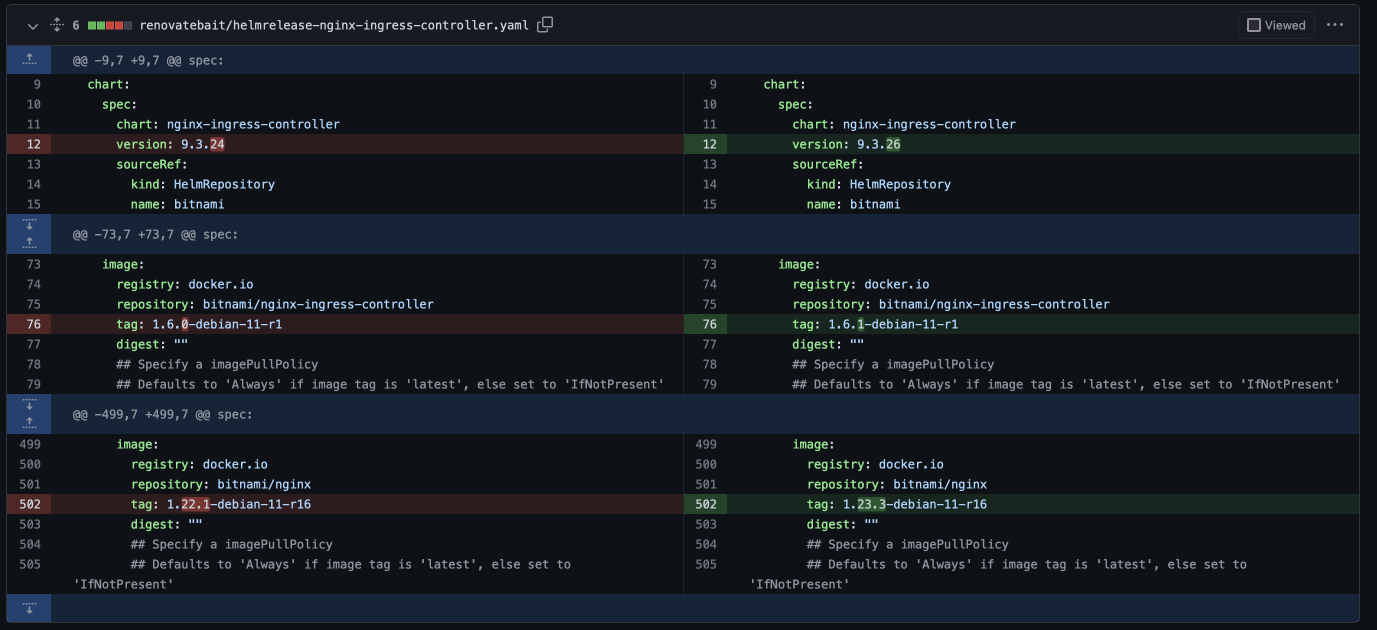 6 renovatebait/helmrelease-nginx-ingress-controller.yaml Viewed
@@ -9,7 +9,7 @@ spec:
9 chart: 9 chart:
10 spec: 10 spec:
11 chart: nginx-ingress-controller 11 chart: nginx-ingress-controller
12 version: 9.3.24 12 version: 9.3.26
13 sourceRef: 13 sourceRef:
14 kind: HelmRepository 14 kind: HelmRepository
15 name: bitnami 15 name: bitnami
@@ -73,7 +73,7 @@ spec:
73 image: 73 image:
74 registry: docker.io 74 registry: docker.io
75 repository: bitnami/nginx-ingress-controller 75 repository: bitnami/nginx-ingress-controller
76 tag: 1.6.0-debian-11-r1 76 tag: 1.6.1-debian-11-r1
77 digest: "" 77 digest: ""
78 ## Specify a imagePullPolicy 78 ## Specify a imagePullPolicy
79 ## Defaults to 'Always' if image tag is 'latest', else set to 'IfNotPresent' 79 ## Defaults to 'Always' if image tag is 'latest', else set to 'IfNotPresent'
@@ -499,7 +499,7 @@ spec:
499 image: 499 image:
500 registry: docker.io 500 registry: docker.io
501 repository: bitnami/nginx 501 repository: bitnami/nginx
502 tag: 1.22.1-debian-11-r16 502 tag: 1.23.3-debian-11-r16
503 digest: "" 503 digest: ""
504 ## Specify a imagePullPolicy 504 ## Specify a imagePullPolicy
505 ## Defaults to 'Always' if image tag is 'latest', else set to 505 ## Defaults to 'Always' if image tag is 'latest', else set to
'IfNotPresent' 'IfNotPresent'